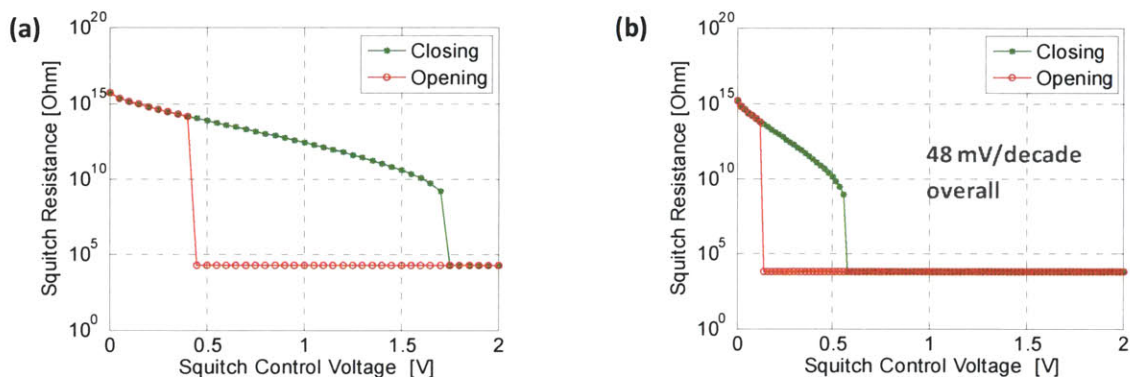 (a)
Squitch Resistance [Ohm]
10^20
10^15
10^10
10^5
10^0
Closing
Opening
0
0.5
1
1.5
2
Squitch Control Voltage [V]
(b)
Squitch Resistance [Ohm]
10^20
10^15
10^10
10^5
10^0
Closing
Opening
48 mV/decade
overall
0
0.5
1
1.5
2
Squitch Control Voltage [V]